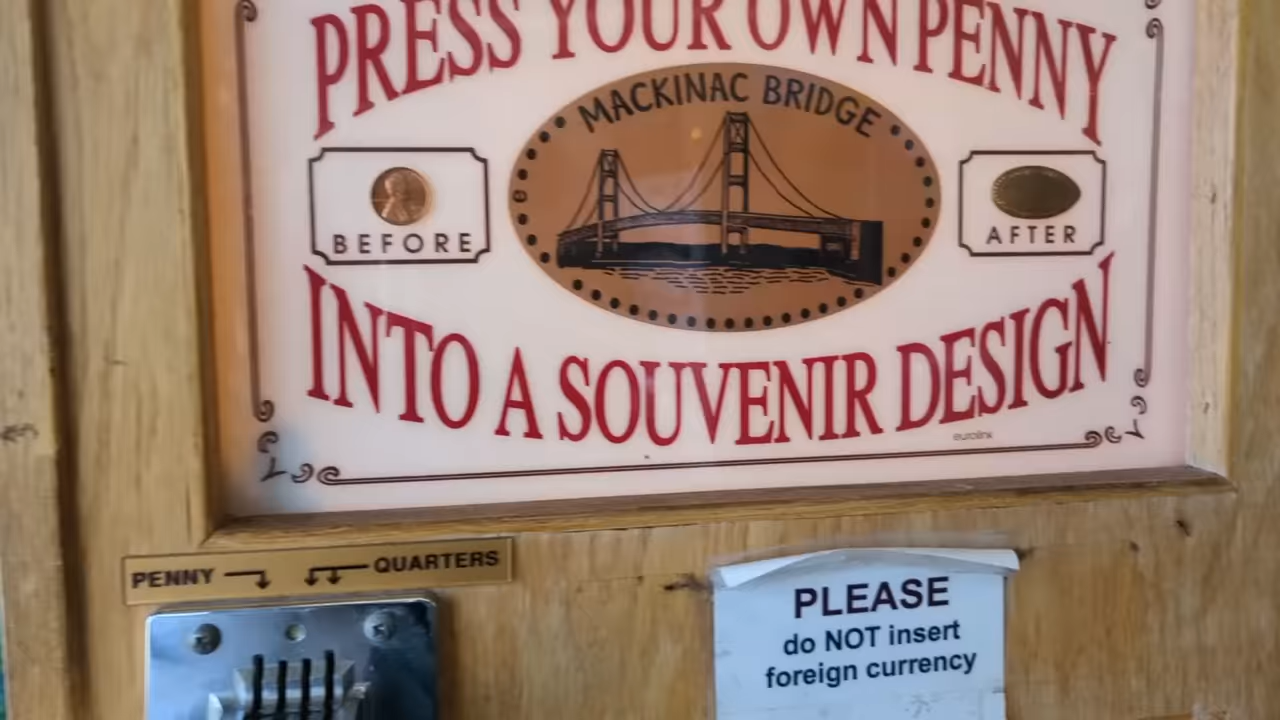 PRESS YOUR OWN PENNY
MACKINAC BRIDGE
BEFORE
AFTER
INTO A SOUVENIR DESIGN
eurolink
PENNY
QUARTERS
PLEASE
do NOT insert
foreign currency